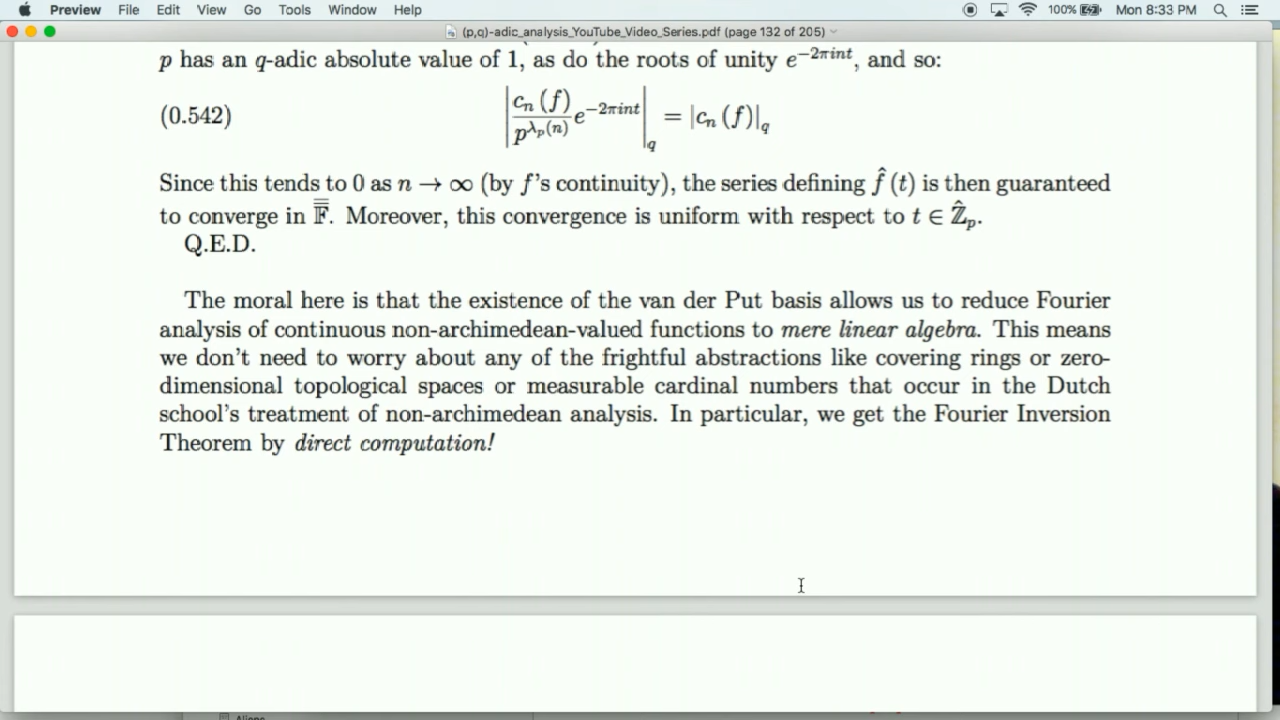 Preview File Edit View Go Tools Window Help 100% Mon 8:33 PM
(p,q)-adic_analysis_YouTube_Video_Series.pdf (page 132 of 205)
p has an q-adic absolute value of 1, as do the roots of unity e^{-2πint}, and so:
(0.542) |c_n (f) / p^{λ_p(n)} e^{-2πint}|_q = |c_n (f)|_q
Since this tends to 0 as n → ∞ (by f's continuity), the series defining f̂ (t) is then guaranteed
to converge in 𝔽̿. Moreover, this convergence is uniform with respect to t ∈ ℤ̂_p.
Q.E.D.
The moral here is that the existence of the van der Put basis allows us to reduce Fourier
analysis of continuous non-archimedean-valued functions to mere linear algebra. This means
we don't need to worry about any of the frightful abstractions like covering rings or zero-
dimensional topological spaces or measurable cardinal numbers that occur in the Dutch
school's treatment of non-archimedean analysis. In particular, we get the Fourier Inversion
Theorem by direct computation!